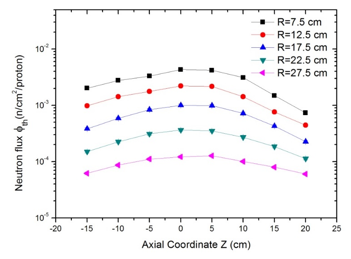 R=7.5 cm
R=12.5 cm
R=17.5 cm
R=22.5 cm
R=27.5 cm
10⁻²
10⁻³
10⁻⁴
10⁻⁵
Neutron flux ϕth(n/cm²/proton)
-15 -10 -5 0 5 10 15 20 25
Axial Coordinate Z (cm)